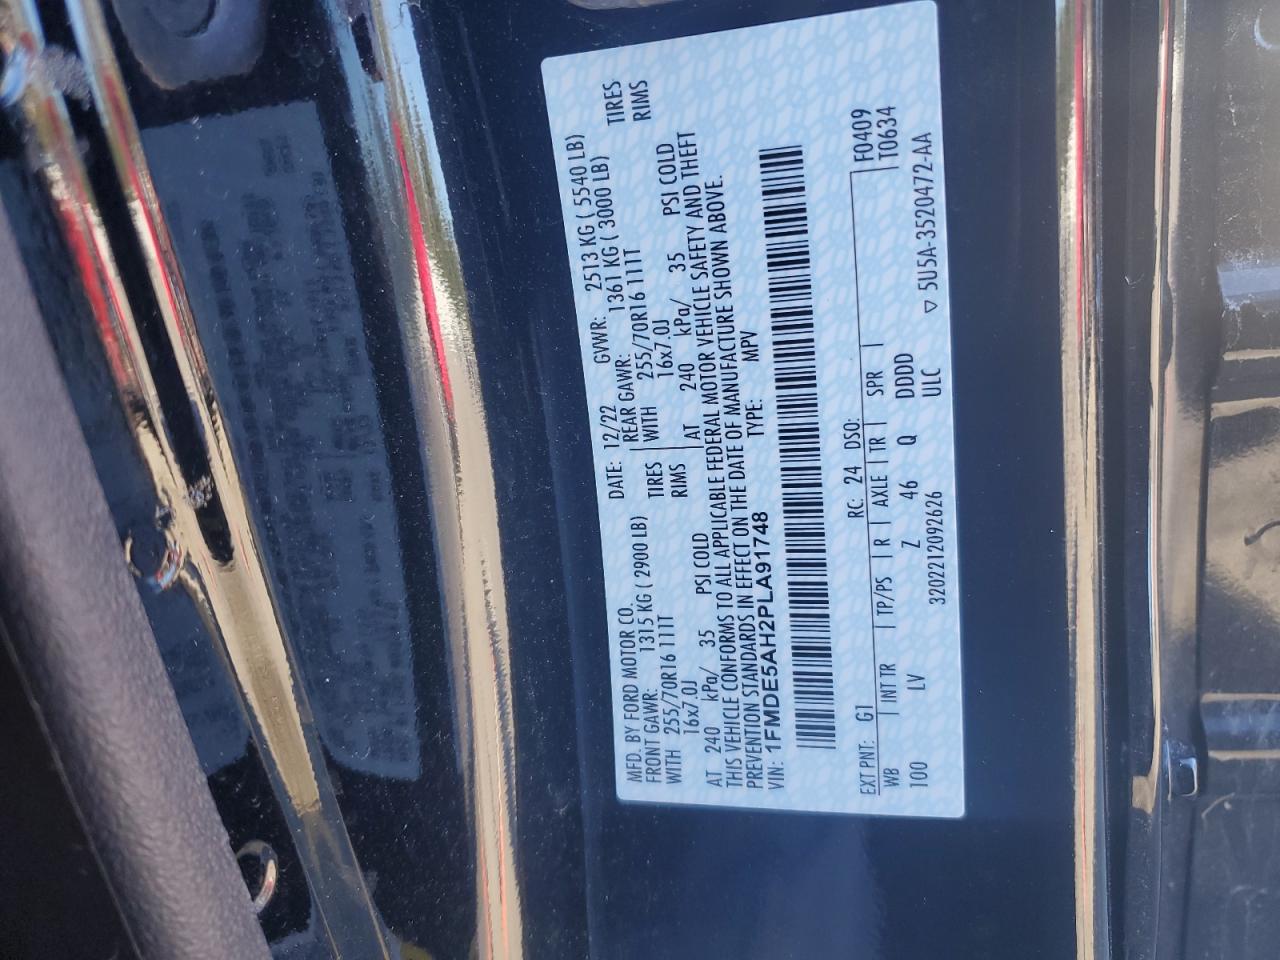 MFD. BY FORD MOTOR CO.
DATE: 12/22 GVWR: 2513 KG ( 5540 LB)
FRONT GAWR: 1315 KG ( 2900 LB) REAR GAWR: 1361 KG ( 3000 LB)
WITH 255/70R16 111T TIRES WITH 255/70R16 111T TIRES
16x7.0J RIMS 16x7.0J RIMS
AT 240 kPa/ 35 PSI COLD AT 240 kPa/ 35 PSI COLD
THIS VEHICLE CONFORMS TO ALL APPLICABLE FEDERAL MOTOR VEHICLE SAFETY AND THEFT
PREVENTION STANDARDS IN EFFECT ON THE DATE OF MANUFACTURE SHOWN ABOVE.
VIN: 1FMDE5AH2PLA91748 TYPE: MPV
EXT PNT: G1 RC: 24 DSO: F0409
WB INT TR TP/PS R AXLE TR SPR T0634
100 LV Z 46 Q DDDD
3202212092626 ULC ▽ 5U5A-3520472-AA